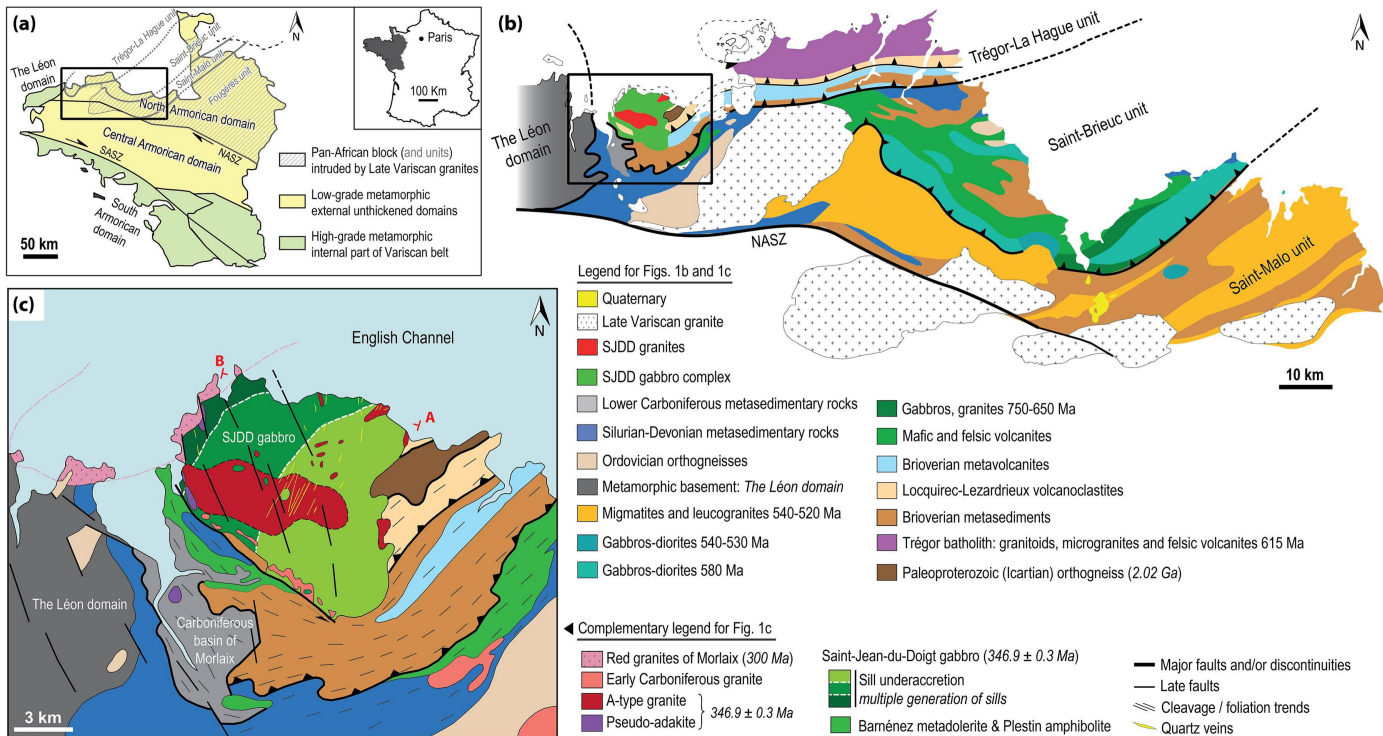 (a)
Trégor-La Hague unit
Saint-Brieuc unit
Saint-Malo unit
Fougères unit
N
The Léon
domain
North Armorican domain
Central Armorican domain
NASZ
SASZ
South
Armorican
domain
50 km
Paris
100 Km
Pan-African block (and units)
intruded by Late Variscan granites
Low-grade metamorphic
external unthickened domains
High-grade metamorphic
internal part of Variscan belt
(b)
N
Trégor-La Hague unit
The Léon
domain
Saint-Brieuc unit
NASZ
Saint-Malo unit
10 km
Legend for Figs. 1b and 1c
Quaternary
Late Variscan granite
SJDD granites
SJDD gabbro complex
Lower Carboniferous metasedimentary rocks
Silurian-Devonian metasedimentary rocks
Ordovician orthogneisses
Metamorphic basement: The Léon domain
Migmatites and leucogranites 540-520 Ma
Gabbros-diorites 540-530 Ma
Gabbros-diorites 580 Ma
Gabbros, granites 750-650 Ma
Mafic and felsic volcanites
Brioverian metavolcanites
Locquirec-Lezardrieux volcanoclastites
Brioverian metasediments
Trégor batholith: granitoids, microgranites and felsic volcanites 615 Ma
Paleoproterozoic (Icartian) orthogneiss (2.02 Ga)
(c)
N
English Channel
B
A
SJDD gabbro
The Léon domain
Carboniferous
basin of
Morlaix
3 km
Complementary legend for Fig. 1c
Red granites of Morlaix (300 Ma)
Early Carboniferous granite
A-type granite
Pseudo-adakite
346.9 ± 0.3 Ma
Saint-Jean-du-Doigt gabbro (346.9 ± 0.3 Ma)
Sill underaccretion
multiple generation of sills
Barnénez metadolerite & Plestin amphibolite
Major faults and/or discontinuities
Late faults
Cleavage / foliation trends
Quartz veins